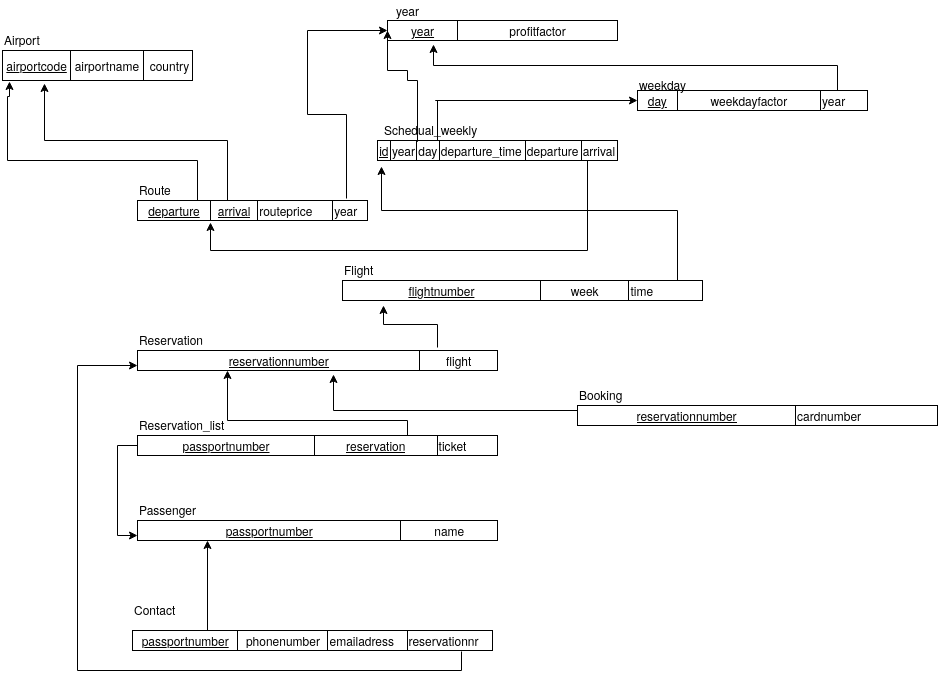 year
year profitfactor
Airport
airportcode airportname country
weekday
day weekdayfactor year
Schedual_weekly
id year day departure_time departure arrival
Route
departure arrival routeprice year
Flight
flightnumber week time
Reservation
reservationnumber flight
Booking
reservationnumber cardnumber
Reservation_list
passportnumber reservation ticket
Passenger
passportnumber name
Contact
passportnumber phonenumber emailadress reservationnr